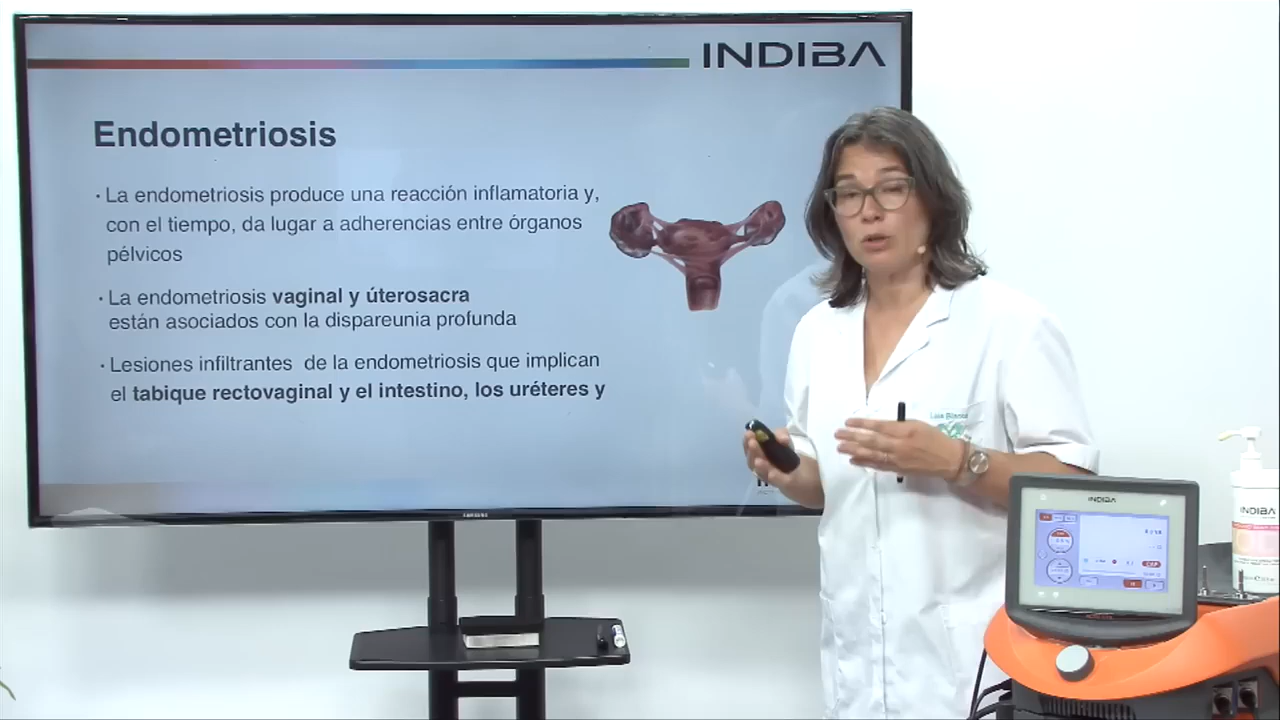 INDIBA
Endometriosis
· La endometriosis produce una reacción inflamatoria y,
con el tiempo, da lugar a adherencias entre órganos
pélvicos
· La endometriosis vaginal y úterosacra
están asociados con la dispareunia profunda
· Lesiones infiltrantes de la endometriosis que implican
el tabique rectovaginal y el intestino, los uréteres y
SAMSUNG
INDIBA
CAP
INDIBA